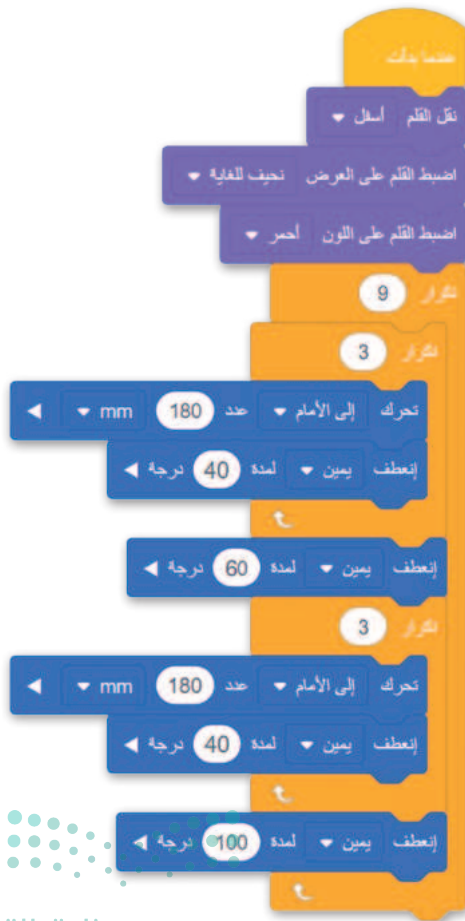 عندما بدأت
نقل القلم أسفل
اضبط القلم على العرض نحيف للغاية
اضبط القلم على اللون أحمر
تكرار 9
تكرار 3
تحرك إلى الأمام عدد 180 mm
إنعطف يمين لمدة 40 درجة
إنعطف يمين لمدة 60 درجة
تكرار 3
تحرك إلى الأمام عدد 180 mm
إنعطف يمين لمدة 40 درجة
إنعطف يمين لمدة 100 درجة